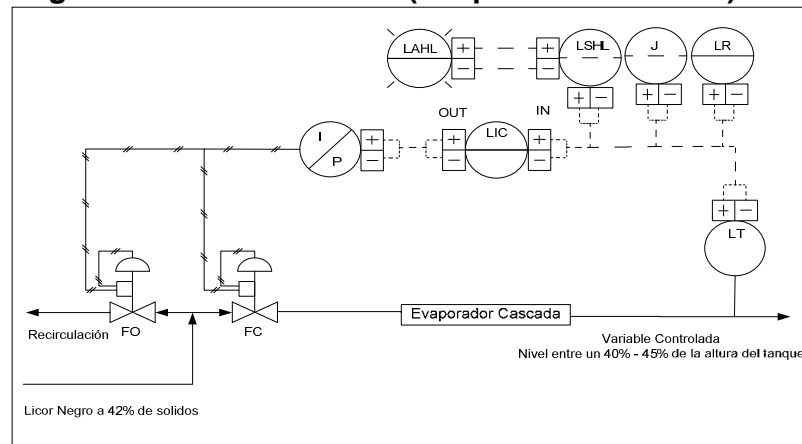 LAHL
+
−
+
−
LSHL
J
LR
+ −
+ −
+ −
OUT
IN
I
P
+
−
+
−
LIC
+
−
+ −
LT
Recirculación
FO
FC
Evaporador Cascada
Variable Controlada
Nivel entre un 40% - 45% de la altura del tanque
Licor Negro a 42% de solidos